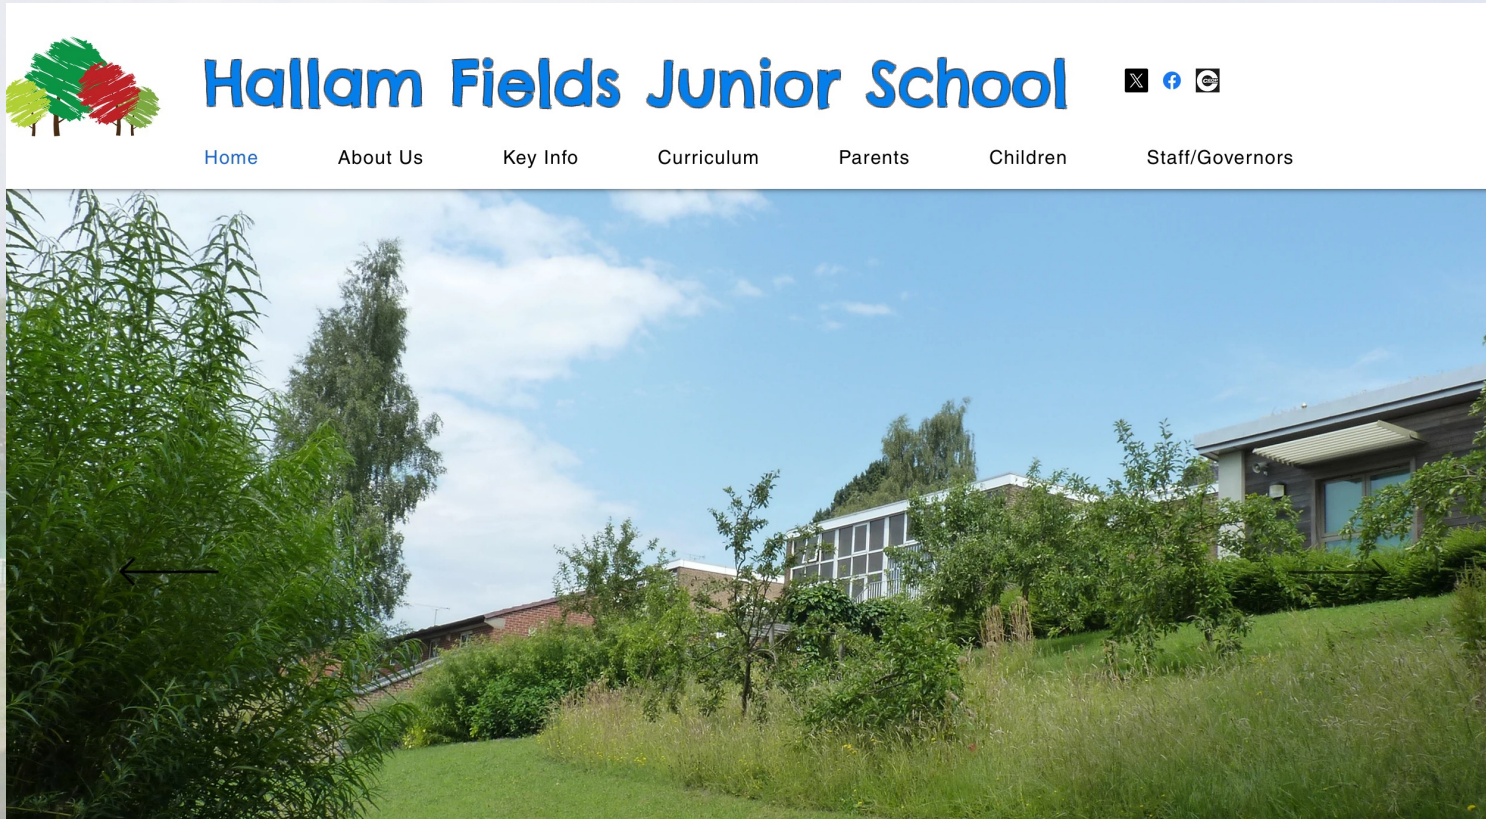 Hallam Fields Junior School
Home About Us Key Info Curriculum Parents Children Staff/Governors